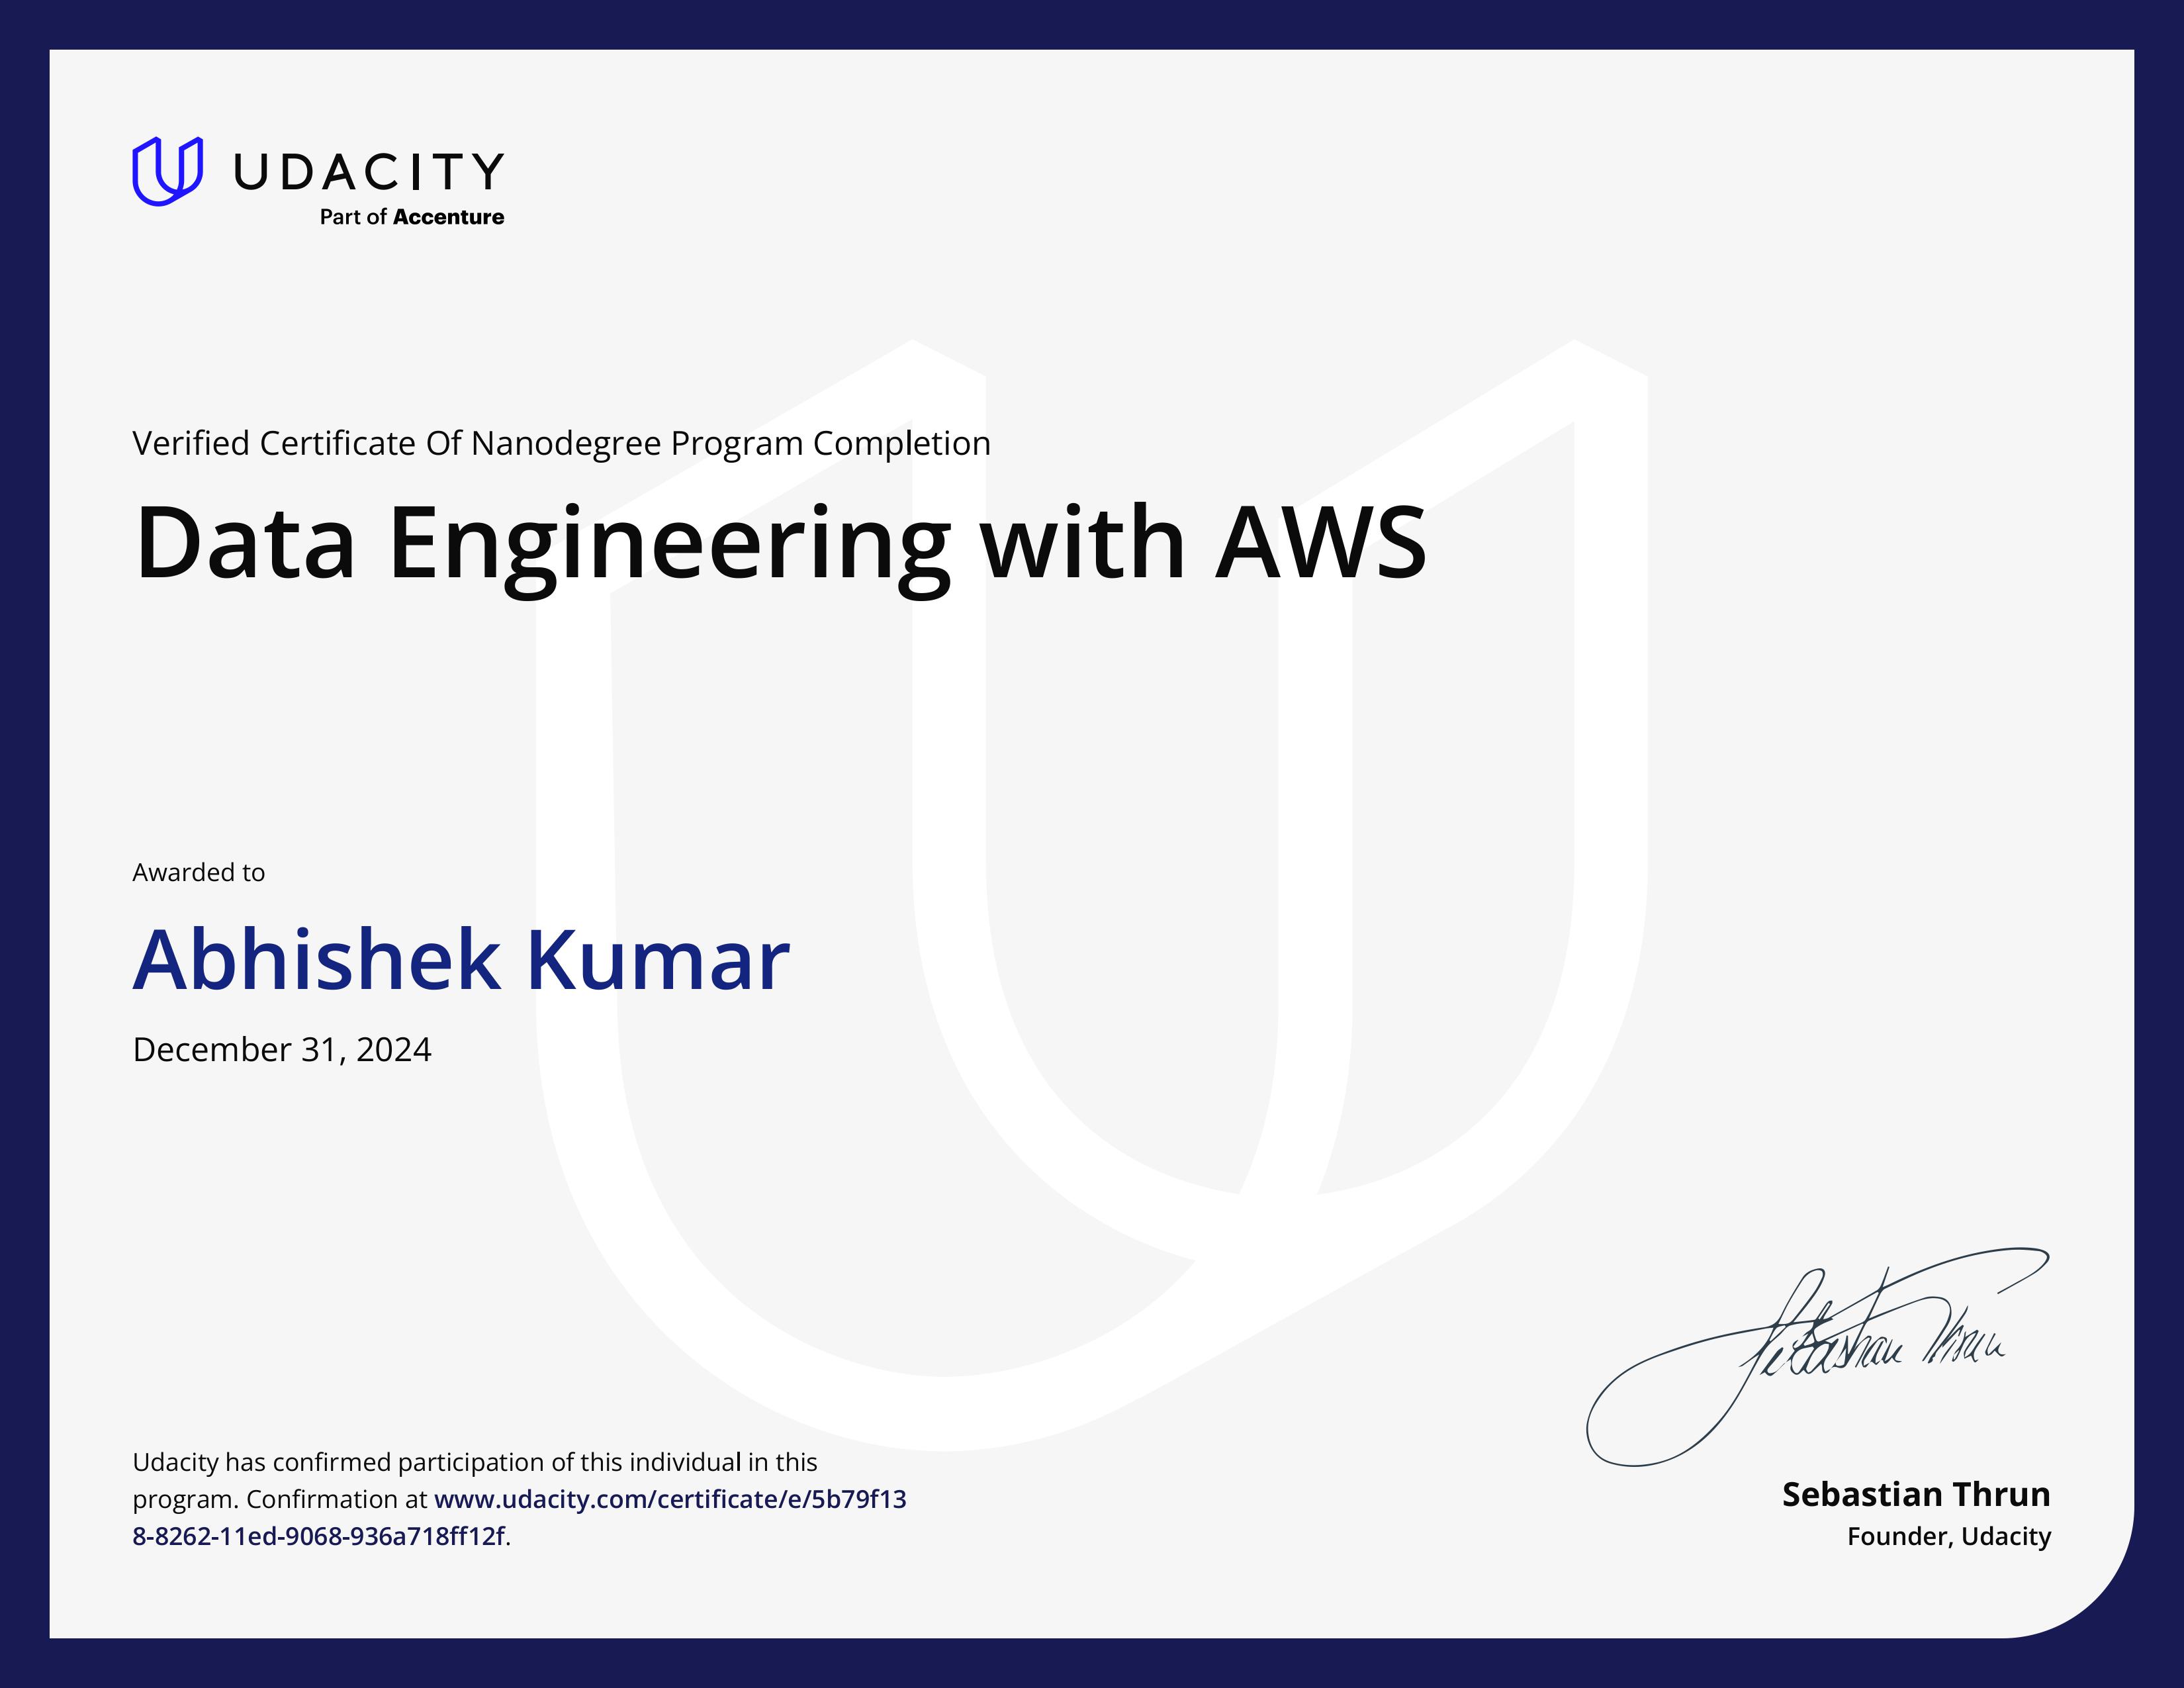 UDACITY
Part of Accenture
Verified Certificate Of Nanodegree Program Completion
Data Engineering with AWS
Awarded to
Abhishek Kumar
December 31, 2024
Udacity has confirmed participation of this individual in this
program. Confirmation at www.udacity.com/certificate/e/5b79f13
8-8262-11ed-9068-936a718ff12f.
Sebastian Thrun
Sebastian Thrun
Founder, Udacity